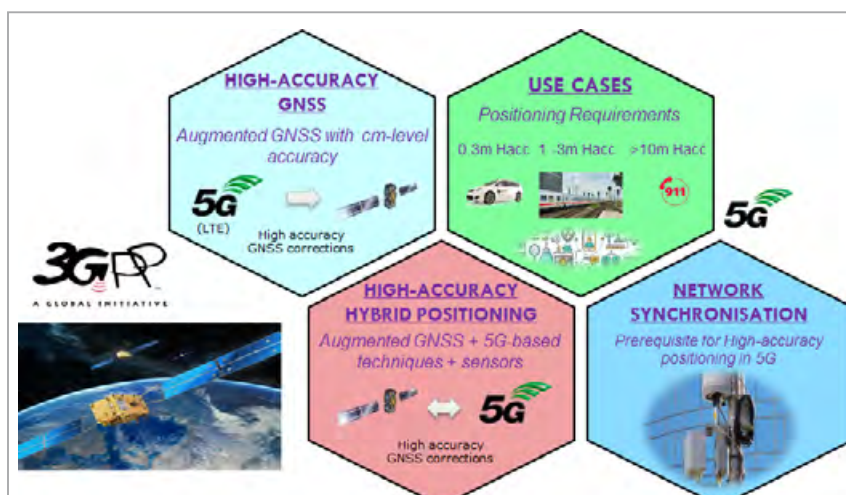 HIGH-ACCURACY
GNSS
Augmented GNSS with cm-level
accuracy
5G
(LTE)
High accuracy
GNSS corrections
USE CASES
Positioning Requirements
0.3m Hacc 1 -3m Hacc >10m Hacc
911
5G
3GPP
A GLOBAL INITIATIVE
HIGH-ACCURACY
HYBRID POSITIONING
Augmented GNSS + 5G-based
techniques + sensors
5G
High accuracy
GNSS corrections
NETWORK
SYNCHRONISATION
Prerequisite for High-accuracy
positioning in 5G